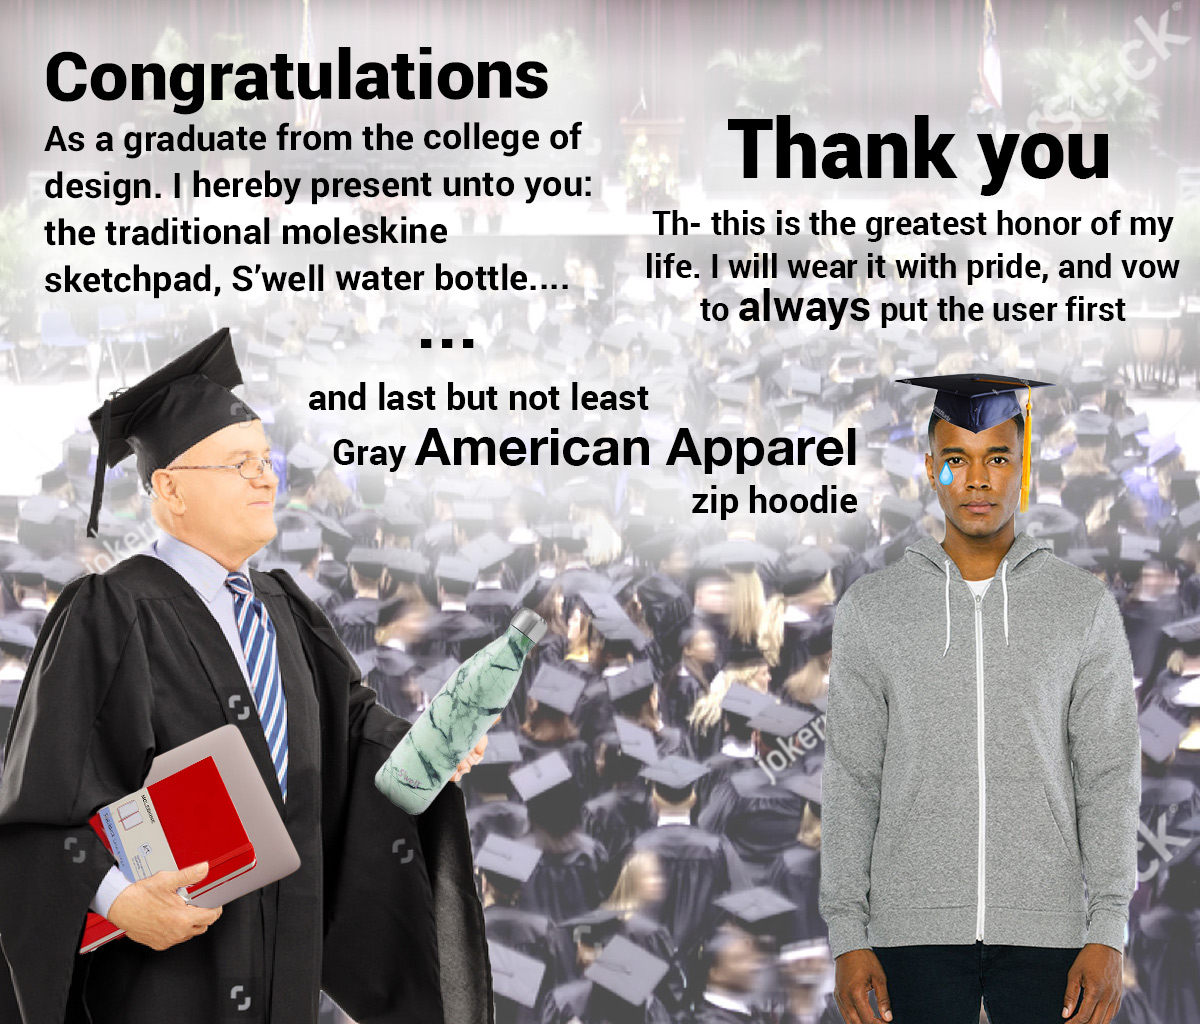 Congratulations
As a graduate from the college of
design. I hereby present unto you:
the traditional moleskine
sketchpad, S’well water bottle....
...
and last but not least
Gray American Apparel
zip hoodie
Thank you
Th- this is the greatest honor of my
life. I will wear it with pride, and vow
to always put the user first
MOLESKINE